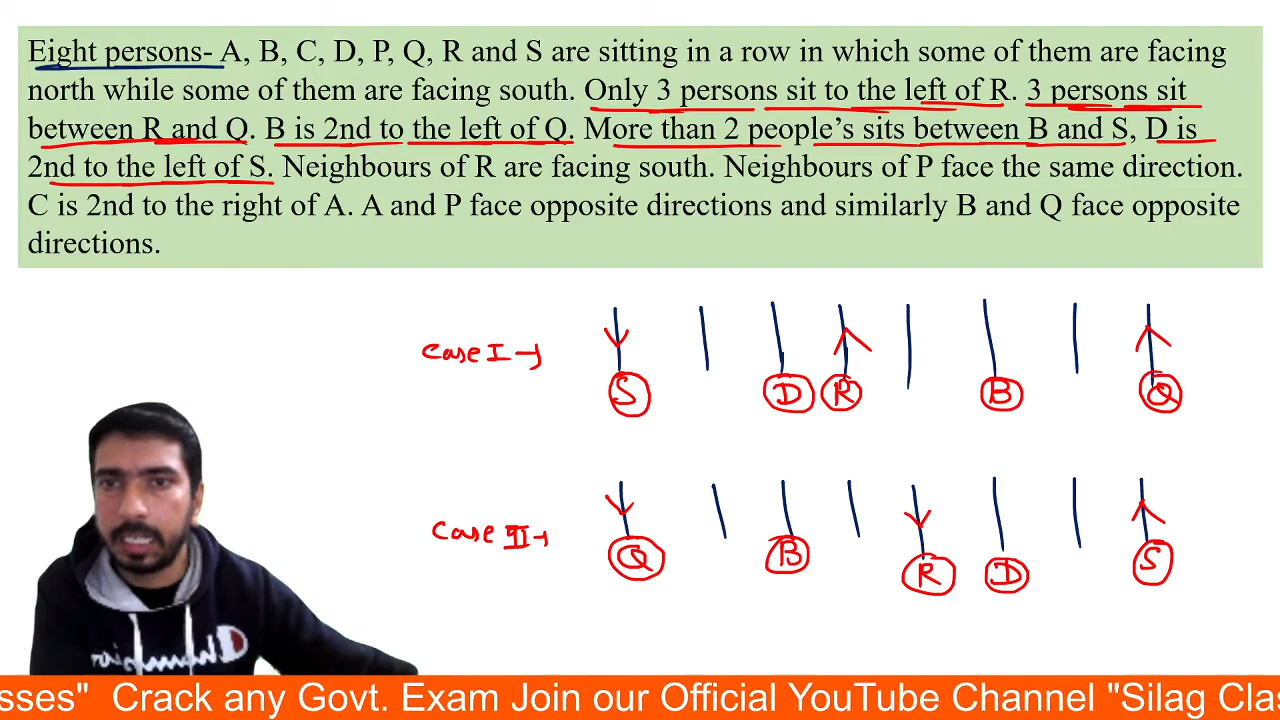 Eight persons- A, B, C, D, P, Q, R and S are sitting in a row in which some of them are facing
north while some of them are facing south. Only 3 persons sit to the left of R. 3 persons sit
between R and Q. B is 2nd to the left of Q. More than 2 people’s sits between B and S, D is
2nd to the left of S. Neighbours of R are facing south. Neighbours of P face the same direction.
C is 2nd to the right of A. A and P face opposite directions and similarly B and Q face opposite
directions.
Case I →
S D R B Q
Case II →
Q B R D S
Champion
sses" Crack any Govt. Exam Join our Official YouTube Channel "Silag Clas